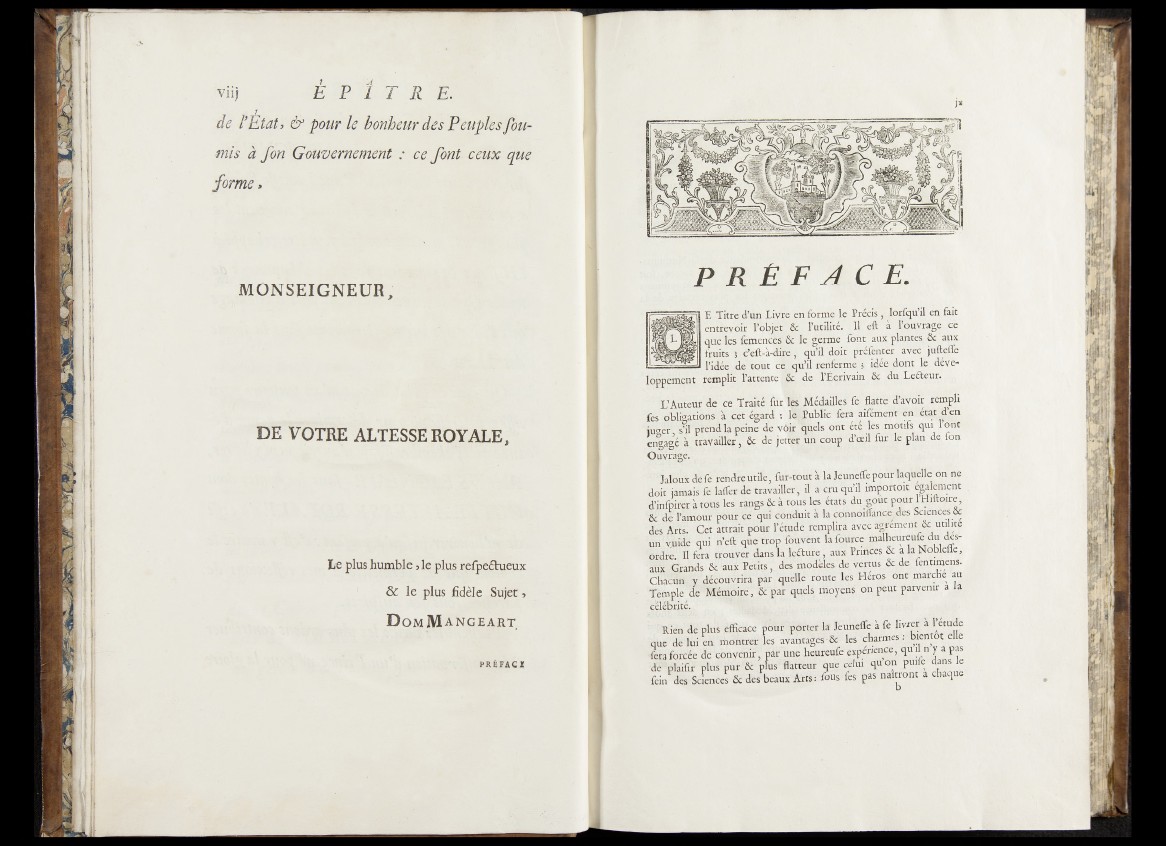 viij ÉPÎTRE.
de l'État, & pour le bonheur des Peuples ſou-
mis à ſon Gouvernement : ce ſont ceux que
forme,
MONSEIGNEUR,
DE VOTRE ALTESSE ROYALE,
Le plus humble, le plus reſpectueux
& le plus fidèle Sujet,
DOM MANGEART.
PRÉFACE
jx
PRÉFACE.
LE Titre d'un Livre en forme le Précis, lorſqu'il en fait
entrevoir l'objet & l'utilité. Il eſt à l'ouvrage ce
que les ſemences & le germe ſont aux plantes & aux
fruits ; c'eſt-à-dire, qu'il doit préſenter avec juſteſſe
l'idée de tout ce qu'il renferme ; idée dont le déve-
loppement remplit l'attente & de l'Ecrivain & du Lecteur.
L'Auteur de ce Traité ſur les Médailles ſe flatte d'avoir rempli
ſes obligations à cet égard : le Public ſera aiſément en état d'en
juger, s'il prend la peine de vóir quels ont été les motifs qui l'ont
engagé à travailler, & de jetter un coup d'œil ſur le plan de ſon
Ouvrage.
Jaloux de ſe rendre utile, ſur-tout à la Jeuneſſe pour laquelle on ne
doit jamais ſe laſſer de travailler, il a cru qu'il importoit également
d'inſpirer à tous les rangs & à tous les états du goût pour l'Hiſtoire,
& de l'amour pour ce qui conduit à la connoiſſance des Sciences &
des Arts. Cet attrait pour l'étude remplira avec agrément & utilité
un vuide qui n'eſt que trop ſouvent la ſource malheureuſe du dés-
ordre. Il ſera trouver dans la lecture, aux Princes & à la Nobleſſe,
aux Grands & aux Petits, des modèles de vertus & de ſentimens.
Chacun y découvrira par quelle route les Héros ont marché au
Temple de Mémoire, & par quels moyens on peut parvenir à la
célébrité.
Rien de plus efficace pour porter la Jeuneſſe à ſe livrer à l'étude
que de lui en montrer les avantages & les charmes : bientôt elle
ſera forcée de convenir, par une heureuſe expérience, qu'il n'y a pas
de plaiſir plus pur & plus flatteur que celui qu'on puiſe dans le
ſein des Sciences & des beaux Arts : ſous ſes pas naîtront à chaque
b